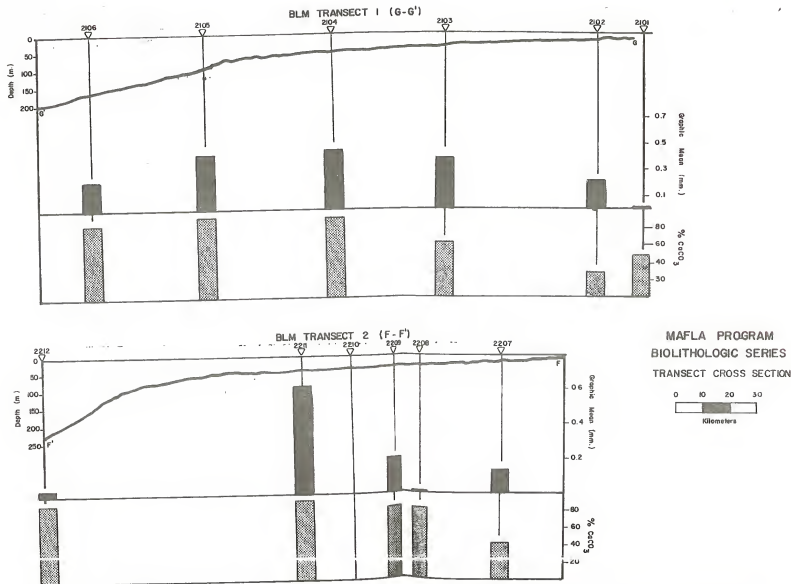 BLM TRANSECT 1 (G-G')
2106 2105 2104 2103 2102 2101
0
50
100
150
200
Depth (m)
G'
G
0.7
0.5
0.3
0.1
Graphic Mean (mm.)
80
60
40
30
% CaCO3
BLM TRANSECT 2 (F-F')
2212 2211 2210 2209 2208 2207
0
50
100
150
200
250
Depth (m)
F'
F
0.6
0.4
0.2
Graphic Mean (mm.)
80
60
40
20
% CaCO3
MAFLA PROGRAM
BIOLITHOLOGIC SERIES
TRANSECT CROSS SECTION
0 10 20 30
Kilometers